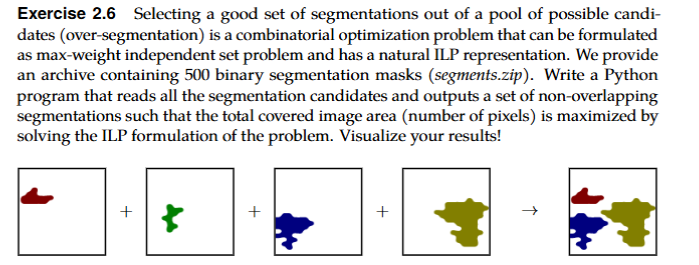 Exercise 2.6 Selecting a good set of segmentations out of a pool of possible candi-
dates (over-segmentation) is a combinatorial optimization problem that can be formulated
as max-weight independent set problem and has a natural ILP representation. We provide
an archive containing 500 binary segmentation masks (segments.zip). Write a Python
program that reads all the segmentation candidates and outputs a set of non-overlapping
segmentations such that the total covered image area (number of pixels) is maximized by
solving the ILP formulation of the problem. Visualize your results!
+ + + →